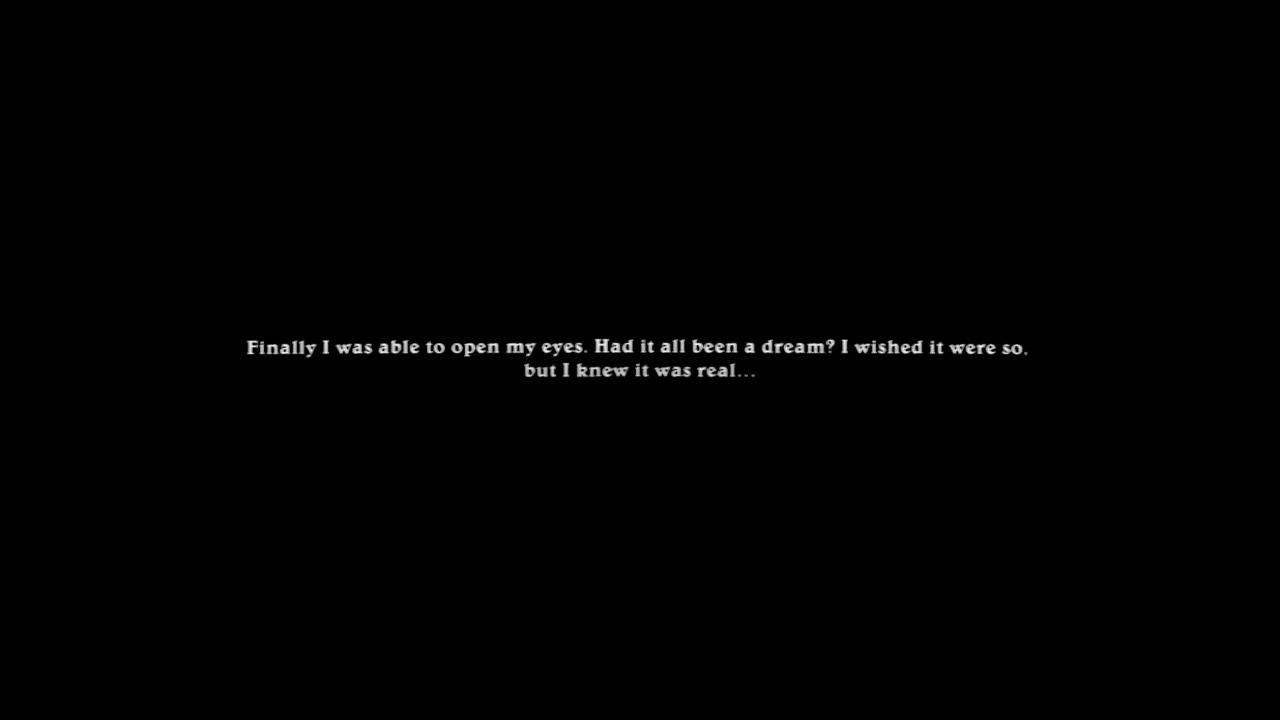 Finally I was able to open my eyes. Had it all been a dream? I wished it were so,
but I knew it was real...